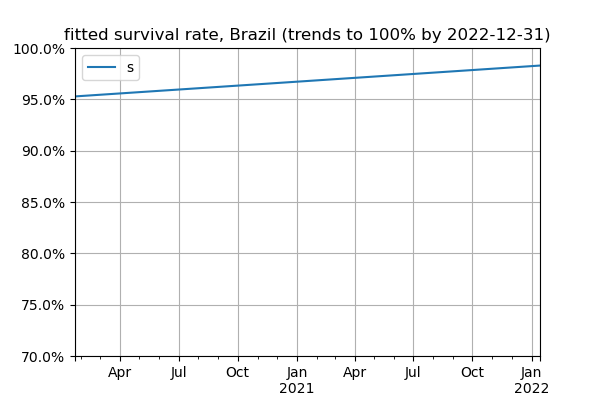 fitted survival rate, Brazil (trends to 100% by 2022-12-31)
100.0%
95.0%
90.0%
85.0%
80.0%
75.0%
70.0%
s
Apr Jul Oct Jan Apr Jul Oct Jan
2021 2022